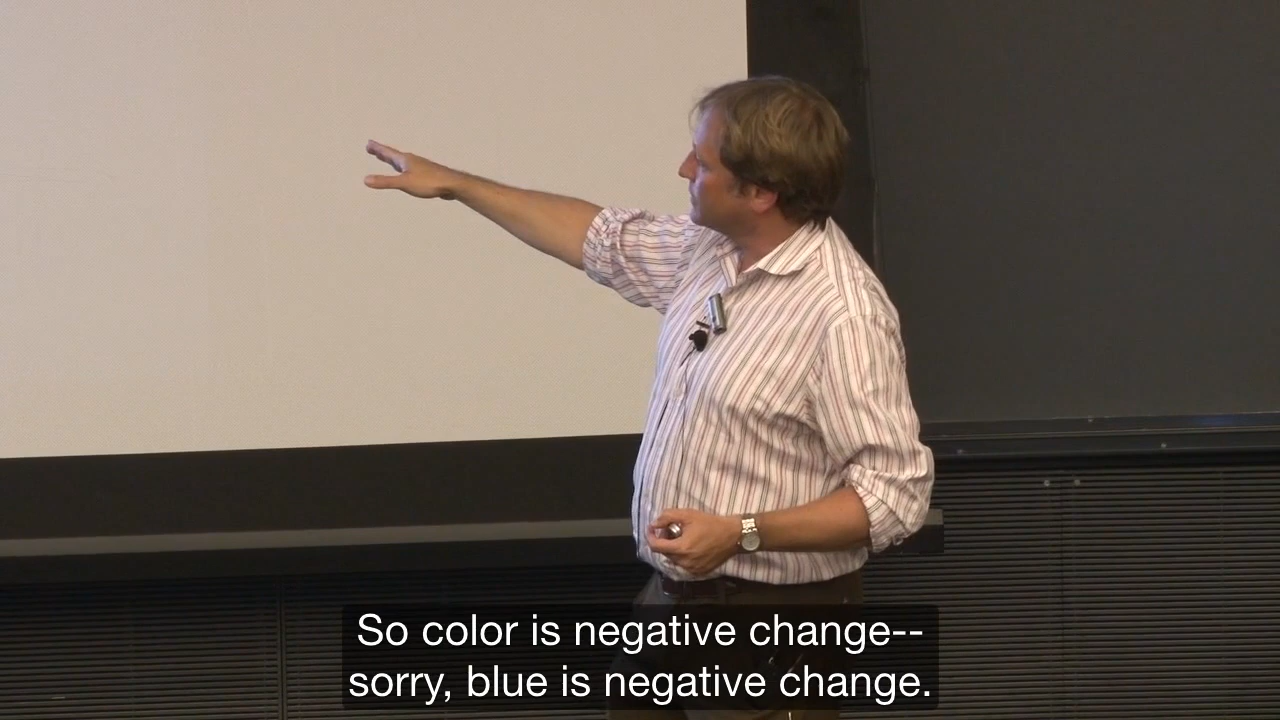 So color is negative change--
sorry, blue is negative change.